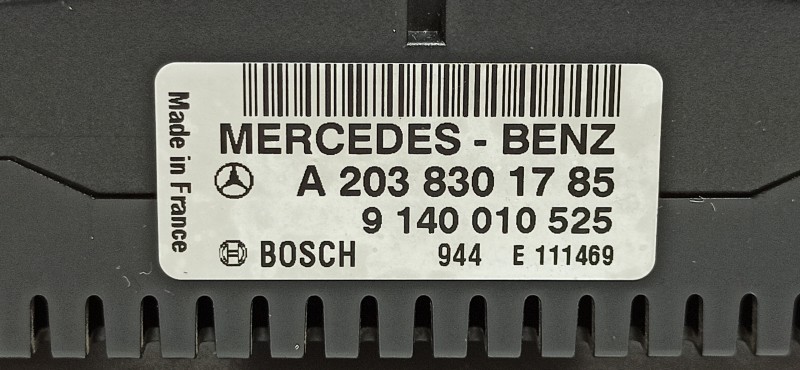 Made in France
MERCEDES - BENZ
A 203 830 17 85
9 140 010 525
BOSCH 944 E 111469